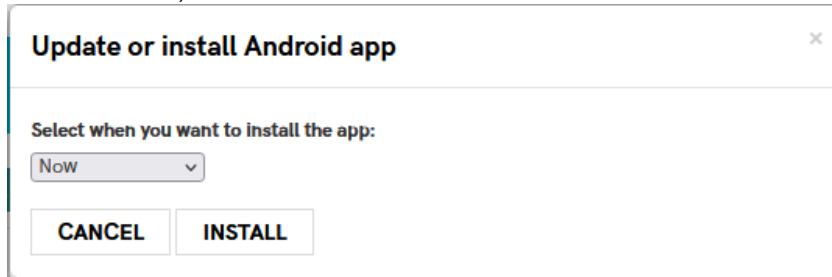 Update or install Android app
×
Select when you want to install the app:
Now
CANCEL
INSTALL